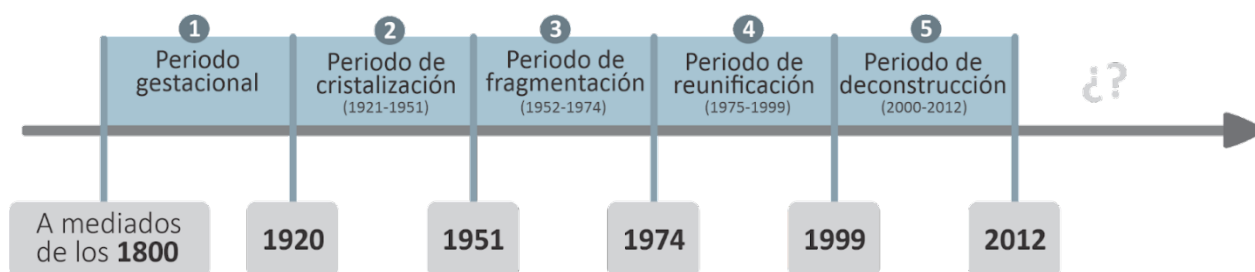 1
Periodo
gestacional
2
Periodo de
cristalización
(1921-1951)
3
Periodo de
fragmentación
(1952-1974)
4
Periodo de
reunificación
(1975-1999)
5
Periodo de
deconstrucción
(2000-2012)
¿?
A mediados
de los 1800
1920
1951
1974
1999
2012